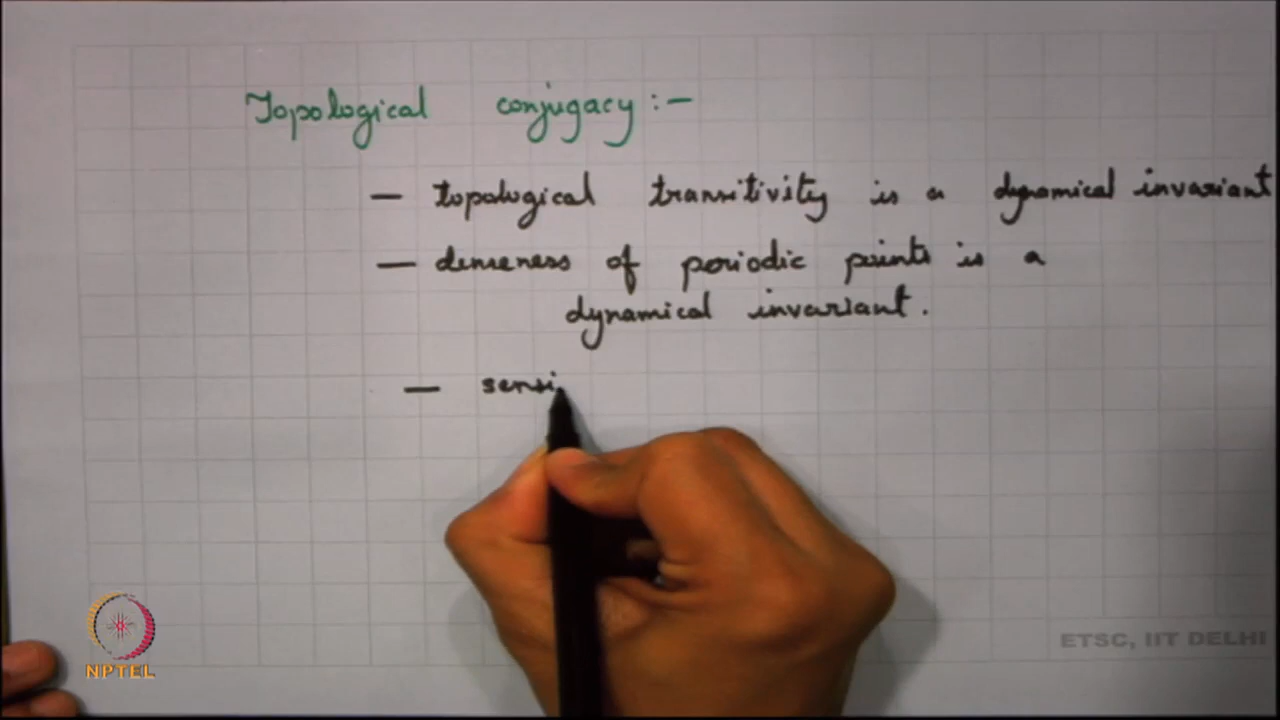 Topological conjugacy :-
— topological transitivity is a dynamical invariant
— denseness of periodic points is a
dynamical invariant.
— sensi
NPTEL
ETSC, IIT DELHI